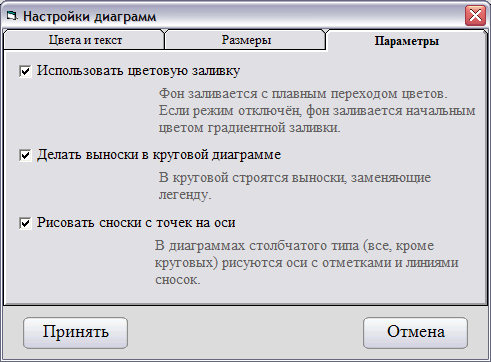 Настройки диаграмм
Цвета и текст
Размеры
Параметры
Использовать цветовую заливку
Фон заливается с плавным переходом цветов.
Если режим отключён, фон заливается начальным
цветом градиентной заливки.
Делать выноски в круговой диаграмме
В круговой строятся выноски, заменяющие
легенду.
Рисовать сноски с точек на оси
В диаграммах столбчатого типа (все, кроме
круговых) рисуются оси с отметками и линиями
сносок.
Принять
Отмена